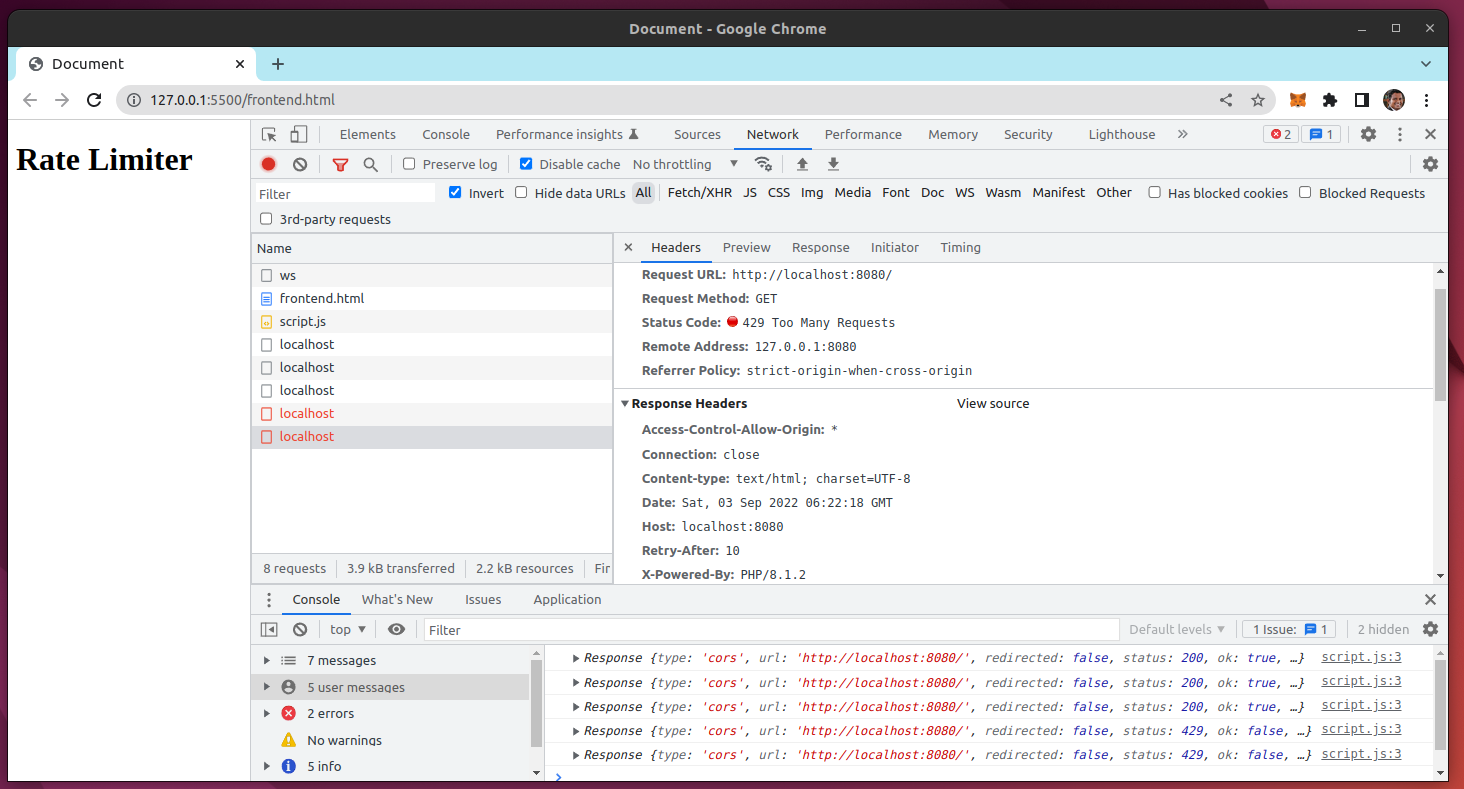 Document - Google Chrome
Document
127.0.0.1:5500/frontend.html
Rate Limiter
Elements Console Performance insights Sources Network Performance Memory Security Lighthouse » 2 1
Preserve log Disable cache No throttling
Filter Invert Hide data URLs All Fetch/XHR JS CSS Img Media Font Doc WS Wasm Manifest Other Has blocked cookies Blocked Requests
3rd-party requests
Name
ws
frontend.html
script.js
localhost
localhost
localhost
localhost
localhost
8 requests 3.9 kB transferred 2.2 kB resources Fir
Headers Preview Response Initiator Timing
Request URL: http://localhost:8080/
Request Method: GET
Status Code: 429 Too Many Requests
Remote Address: 127.0.0.1:8080
Referrer Policy: strict-origin-when-cross-origin
Response Headers View source
Access-Control-Allow-Origin: *
Connection: close
Content-type: text/html; charset=UTF-8
Date: Sat, 03 Sep 2022 06:22:18 GMT
Host: localhost:8080
Retry-After: 10
X-Powered-By: PHP/8.1.2
Console What's New Issues Application
top Filter Default levels 1 Issue: 1 2 hidden
7 messages
5 user messages
2 errors
No warnings
5 info
Response {type: 'cors', url: 'http://localhost:8080/', redirected: false, status: 200, ok: true, …} script.js:3
Response {type: 'cors', url: 'http://localhost:8080/', redirected: false, status: 200, ok: true, …} script.js:3
Response {type: 'cors', url: 'http://localhost:8080/', redirected: false, status: 200, ok: true, …} script.js:3
Response {type: 'cors', url: 'http://localhost:8080/', redirected: false, status: 429, ok: false, …} script.js:3
Response {type: 'cors', url: 'http://localhost:8080/', redirected: false, status: 429, ok: false, …} script.js:3